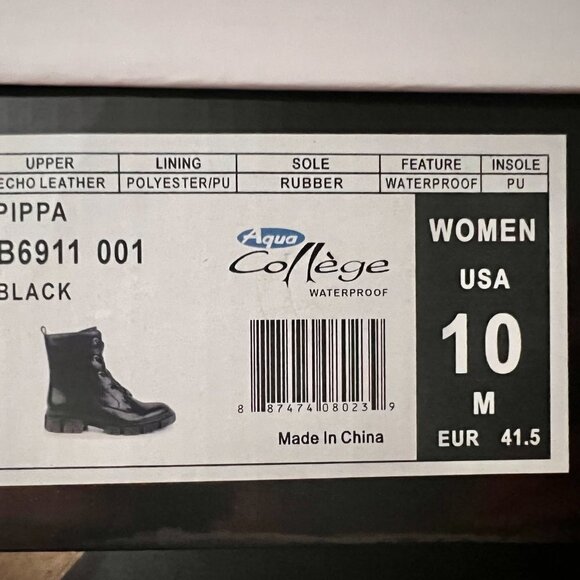 UPPER LINING SOLE FEATURE INSOLE
ECHO LEATHER POLYESTER/PU RUBBER WATERPROOF PU
PIPPA
B6911 001
BLACK
Aqua
Collège
WATERPROOF
8 87474 08023 9
Made In China
WOMEN
USA
10
M
EUR 41.5